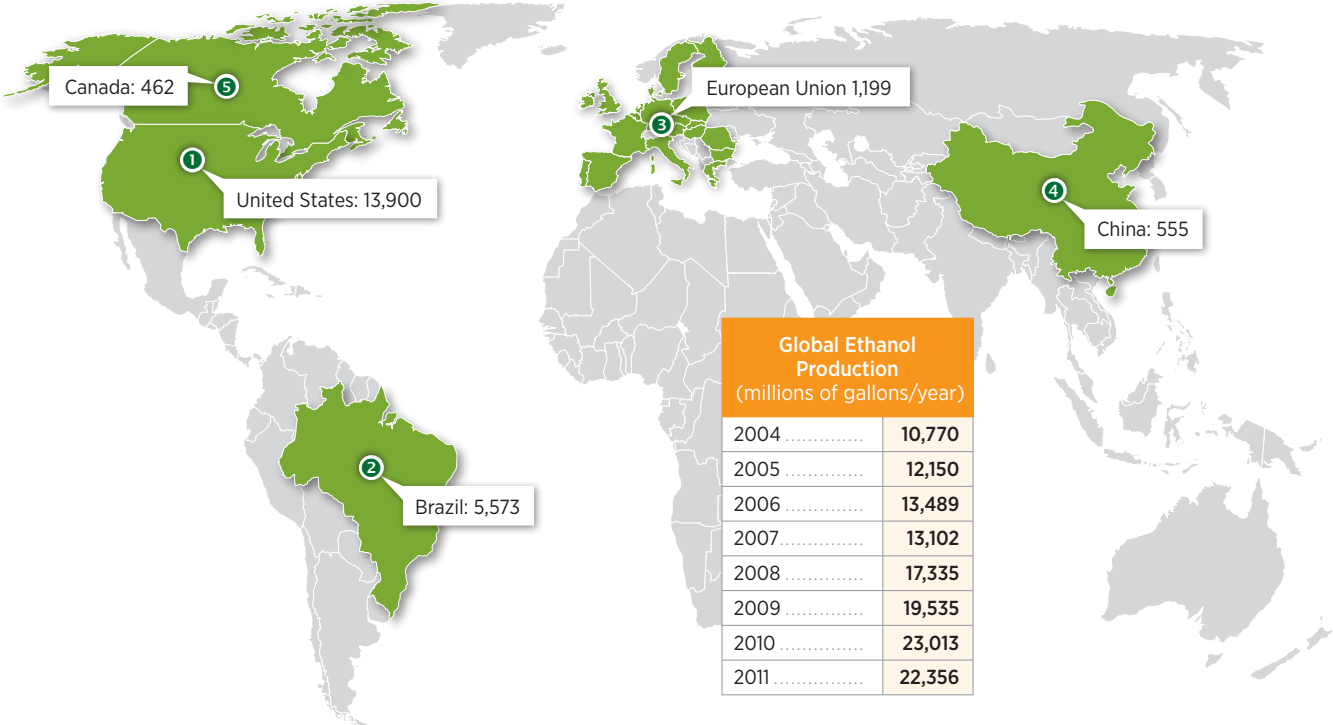 Canada: 462
5
European Union 1,199
3
1
United States: 13,900
4
China: 555
2
Brazil: 5,573
Global Ethanol
Production
(millions of gallons/year)
2004 .............. 10,770
2005 .............. 12,150
2006 .............. 13,489
2007 .............. 13,102
2008 .............. 17,335
2009 .............. 19,535
2010 ............... 23,013
2011 ................ 22,356